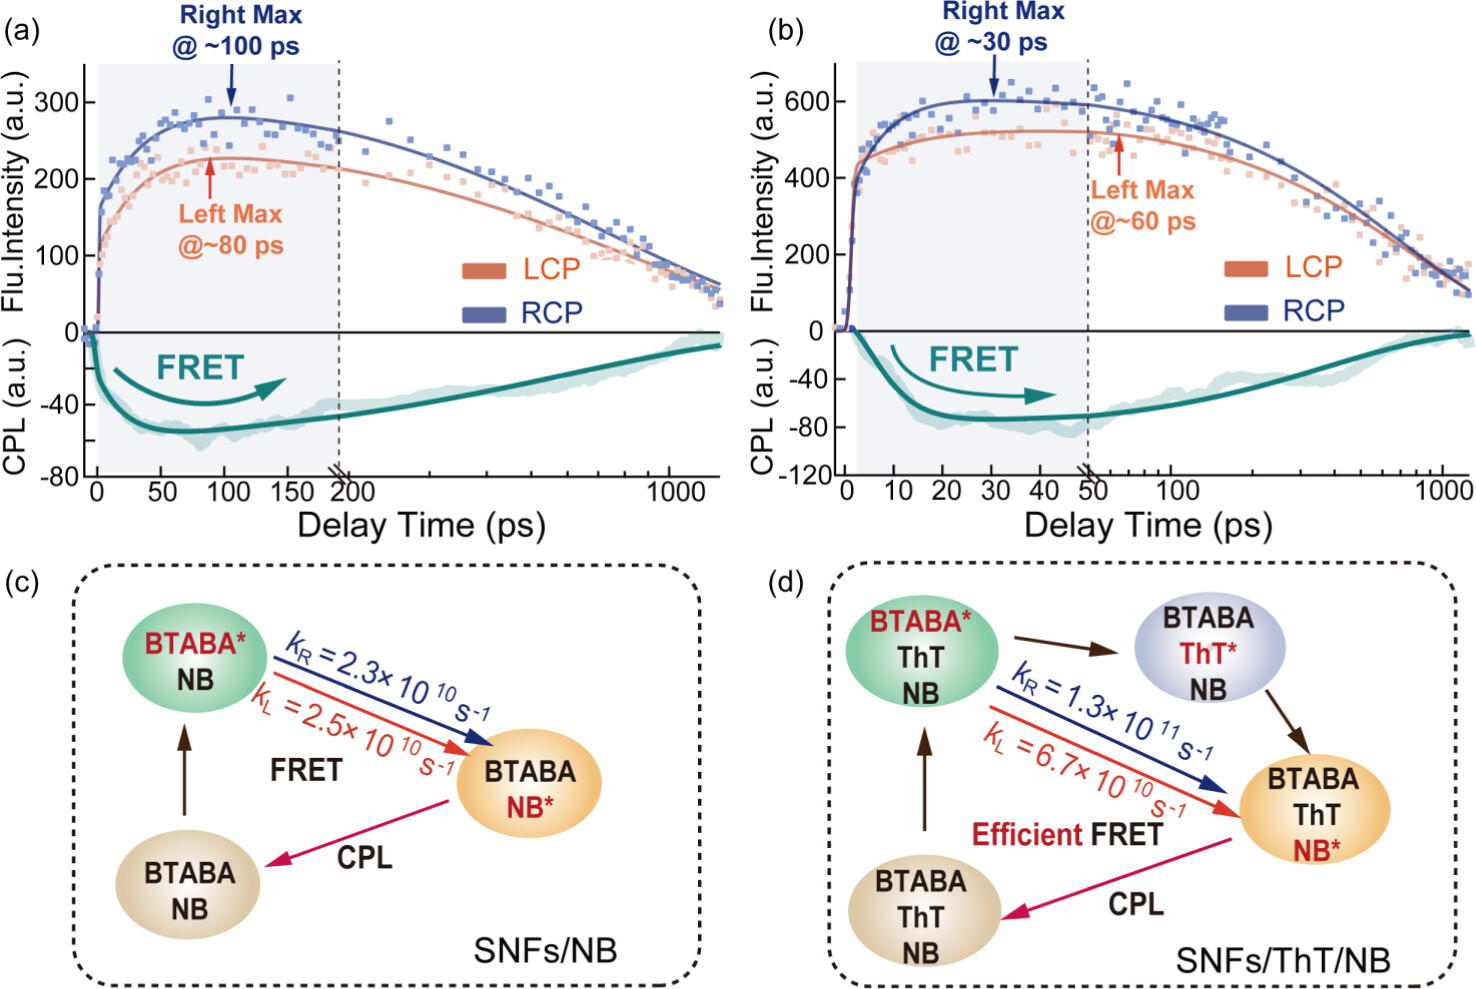 (a)
Right Max
@ ~100 ps
Flu.Intensity (a.u.)
300
200
100
0
Left Max
@~80 ps
LCP
RCP
CPL (a.u.)
-40
-80
FRET
0 50 100 150 200 1000
Delay Time (ps)
(b)
Right Max
@ ~30 ps
Flu.Intensity (a.u.)
600
400
200
0
Left Max
@~60 ps
LCP
RCP
CPL (a.u.)
-40
-80
-120
FRET
0 10 20 30 40 50 100 1000
Delay Time (ps)
(c)
BTABA*
NB
kR = 2.3× 10 10 s-1
kL = 2.5× 10 10 s-1
FRET
BTABA
NB*
CPL
BTABA
NB
SNFs/NB
(d)
BTABA*
ThT
NB
BTABA
ThT*
NB
kR = 1.3× 10 11 s-1
kL = 6.7× 10 10 s-1
Efficient FRET
BTABA
ThT
NB*
CPL
BTABA
ThT
NB
SNFs/ThT/NB